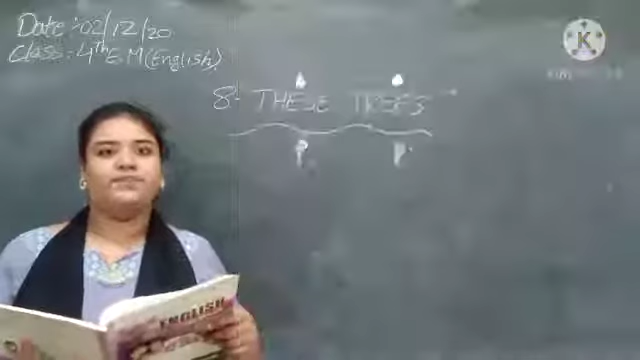 Date :- 02/12/20
Class :- 4th E.M (English)
8- THESE TREES
ENGLISH
K